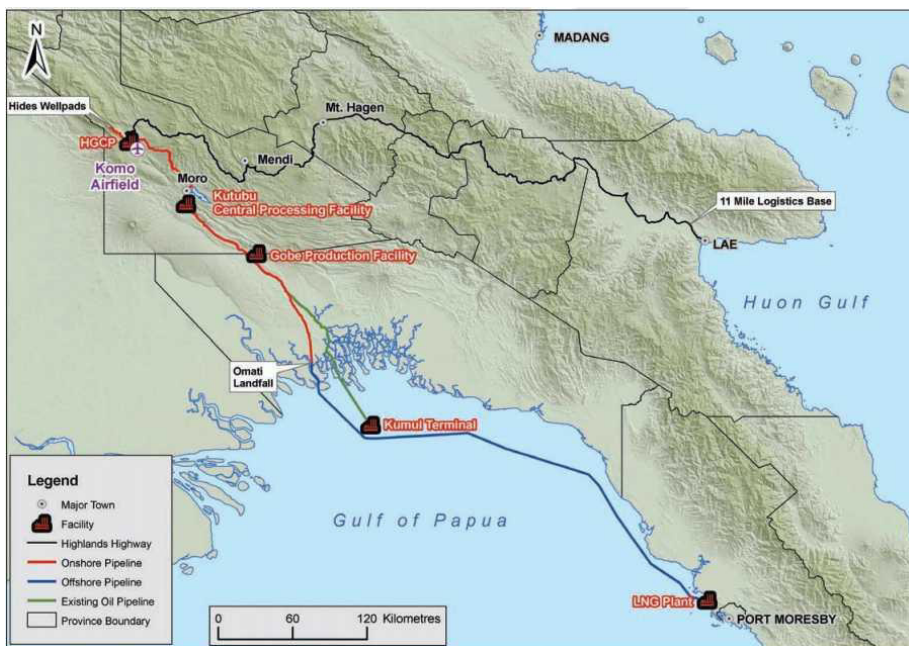 N
MADANG
Hides Wellpads
Mt. Hagen
HGCP
Komo
Airfield
Mendi
Moro
Kutubu
Central Processing Facility
11 Mile Logistics Base
LAE
Gobe Production Facility
Huon Gulf
Omati
Landfall
Kumul Terminal
Legend
Major Town
Facility
Highlands Highway
Onshore Pipeline
Offshore Pipeline
Existing Oil Pipeline
Province Boundary
Gulf of Papua
LNG Plant
PORT MORESBY
0 60 120 Kilometres